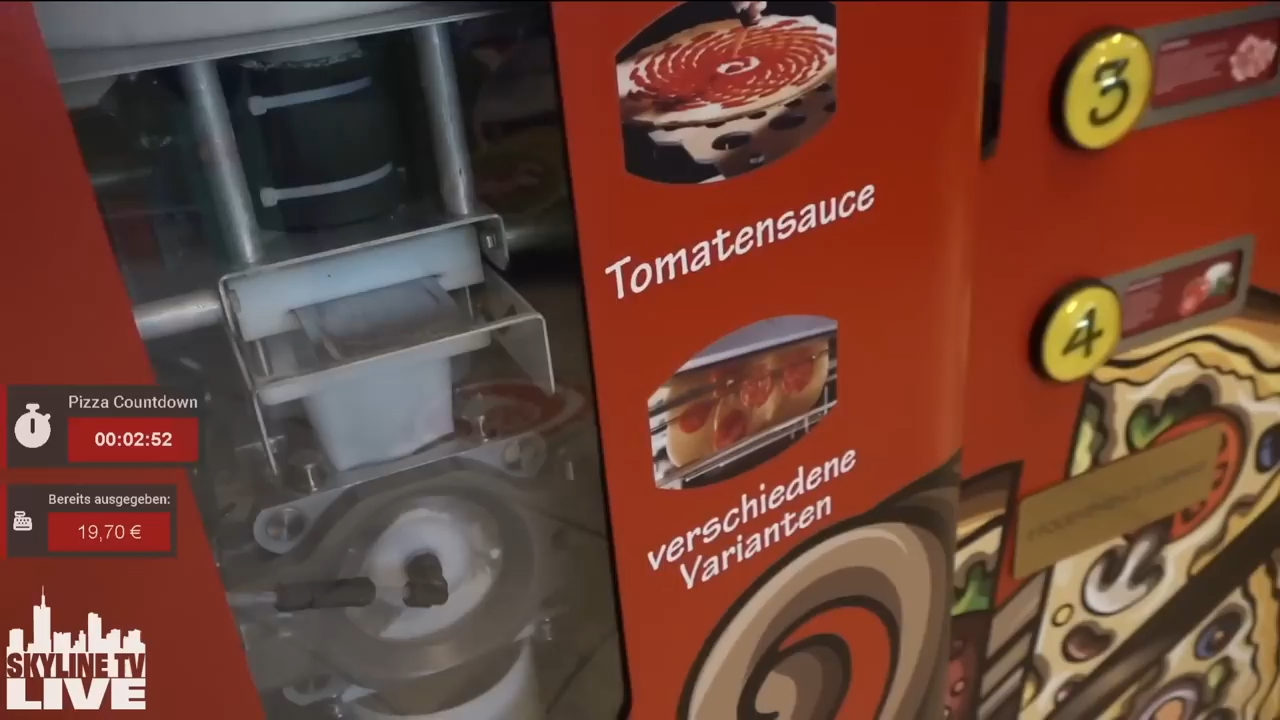 3
Tomatensauce
4
verschiedene
Varianten
Pizza Countdown
00:02:52
Bereits ausgegeben:
19,70 €
SKYLINE TV
LIVE